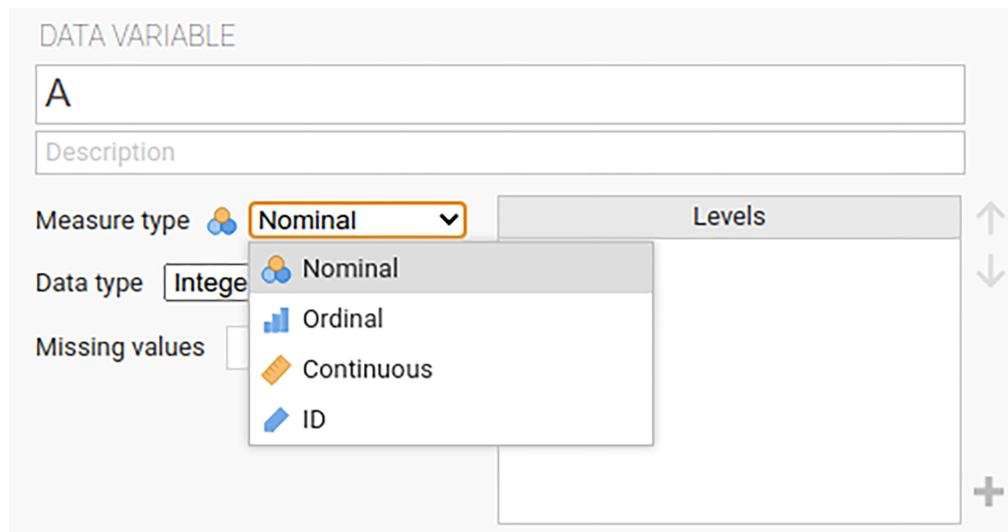 DATA VARIABLE
A
Description
Measure type Nominal
Levels
Nominal
Data type Intege
Ordinal
Missing values
Continuous
ID